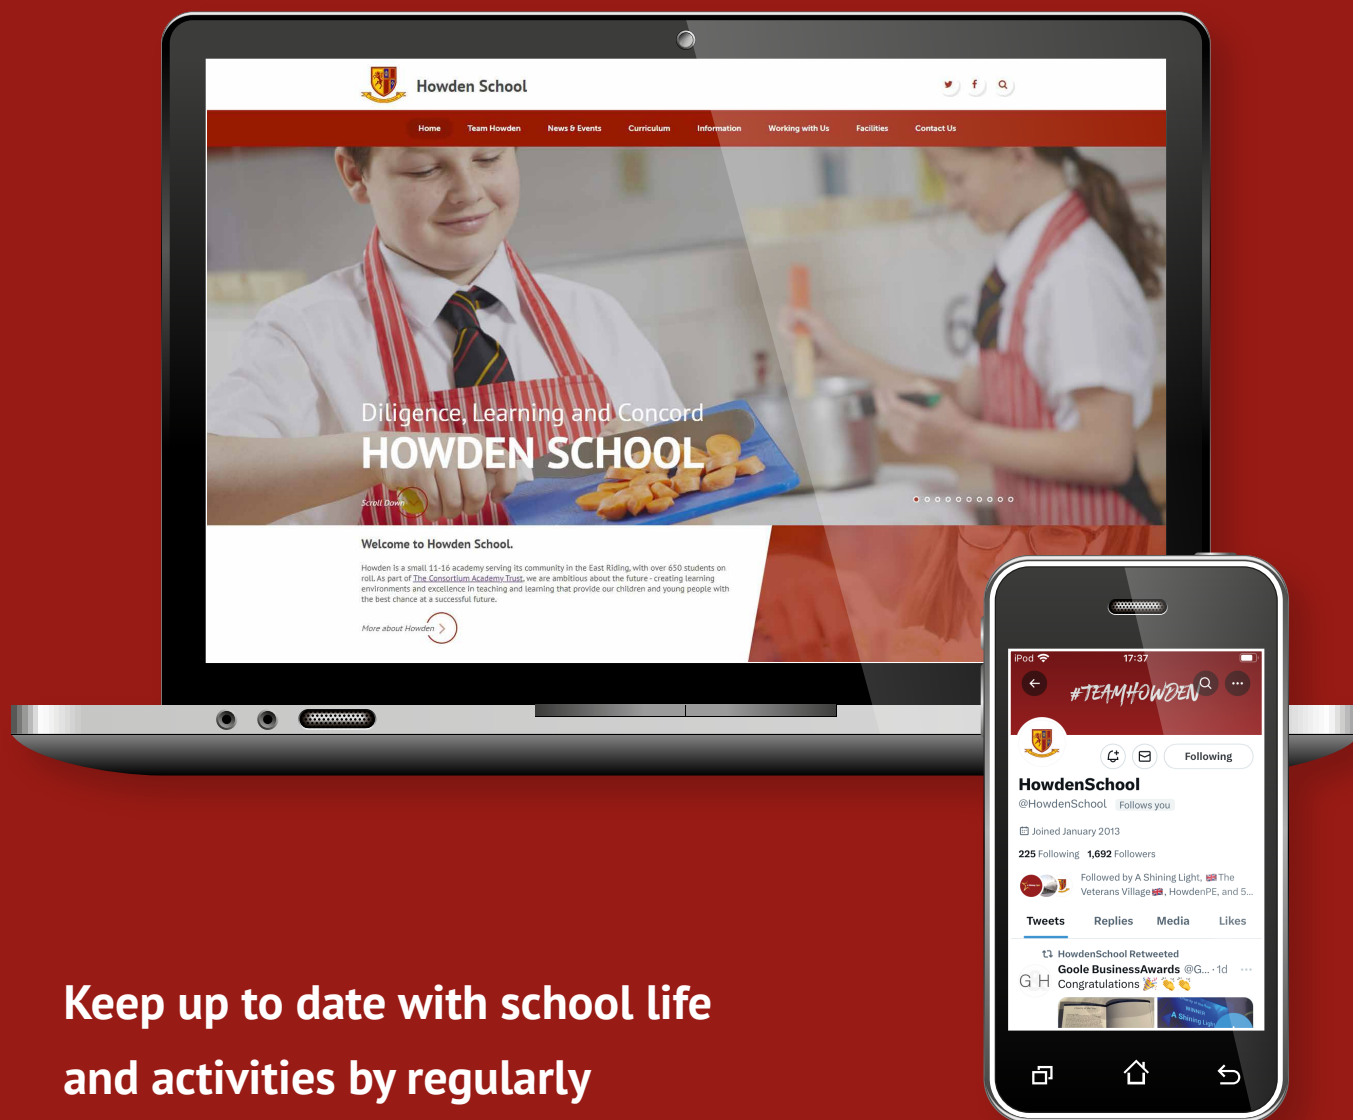 Howden School
Home Team Howden News & Events Curriculum Information Working with Us Facilities Contact Us
Diligence, Learning and Concord
HOWDEN SCHOOL
Scroll Down
Welcome to Howden School.
Howden is a small 11-16 academy serving its community in the East Riding, with over 650 students on
roll. As part of The Consortium Academy Trust, we are ambitious about the future - creating learning
environments and excellence in teaching and learning that provide our children and young people with
the best chance at a successful future.
More about Howden
iPod 17:37
#TEAMHOWDEN
Following
HowdenSchool
@HowdenSchool Follows you
Joined January 2013
225 Following 1,692 Followers
Followed by A Shining Light, 🇬🇧 The
Veterans Village🇬🇧, HowdenPE, and 5...
Tweets Replies Media Likes
HowdenSchool Retweeted
Goole BusinessAwards @G... · 1d
G H Congratulations 🎉 👏 👏
WINNER
A Shining Light
Keep up to date with school life
and activities by regularly